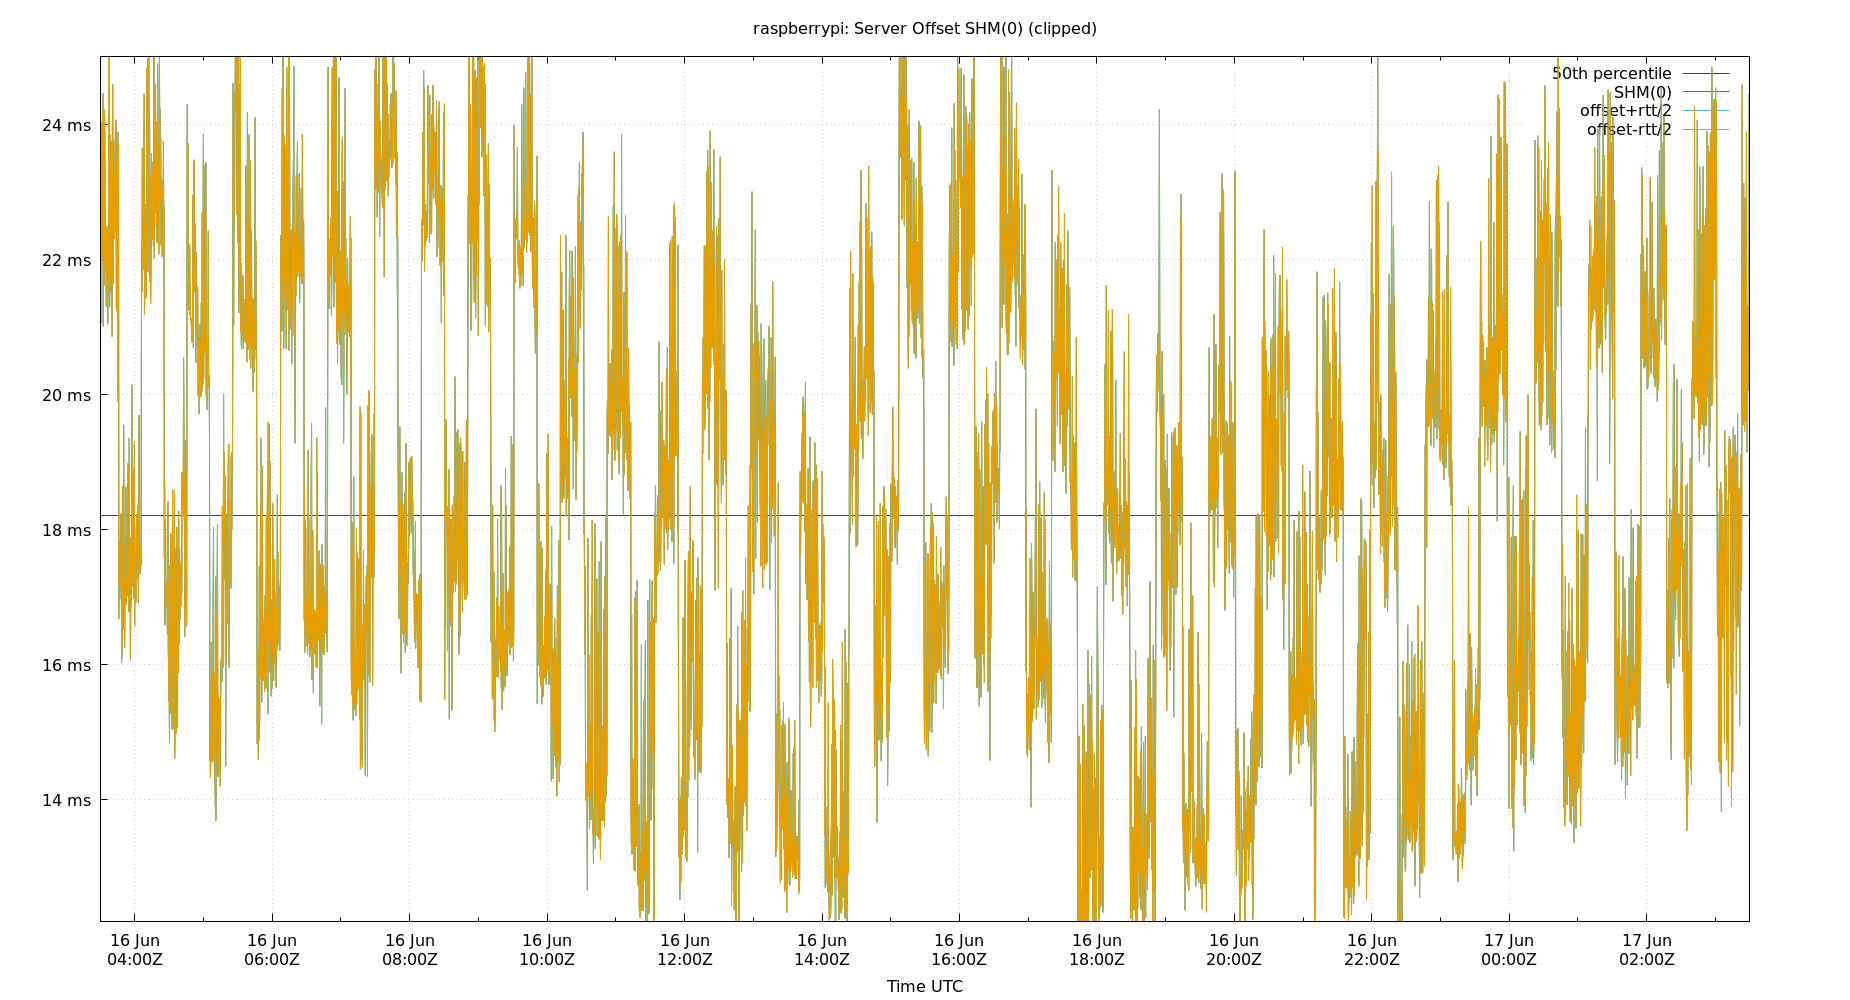 raspberrypi: Server Offset SHM(0) (clipped)
50th percentile
SHM(0)
offset+rtt/2
offset-rtt/2
24 ms
22 ms
20 ms
18 ms
16 ms
14 ms
16 Jun 16 Jun 16 Jun 16 Jun 16 Jun 16 Jun 16 Jun 16 Jun 16 Jun 16 Jun 17 Jun 17 Jun
04:00Z 06:00Z 08:00Z 10:00Z 12:00Z 14:00Z 16:00Z 18:00Z 20:00Z 22:00Z 00:00Z 02:00Z
Time UTC